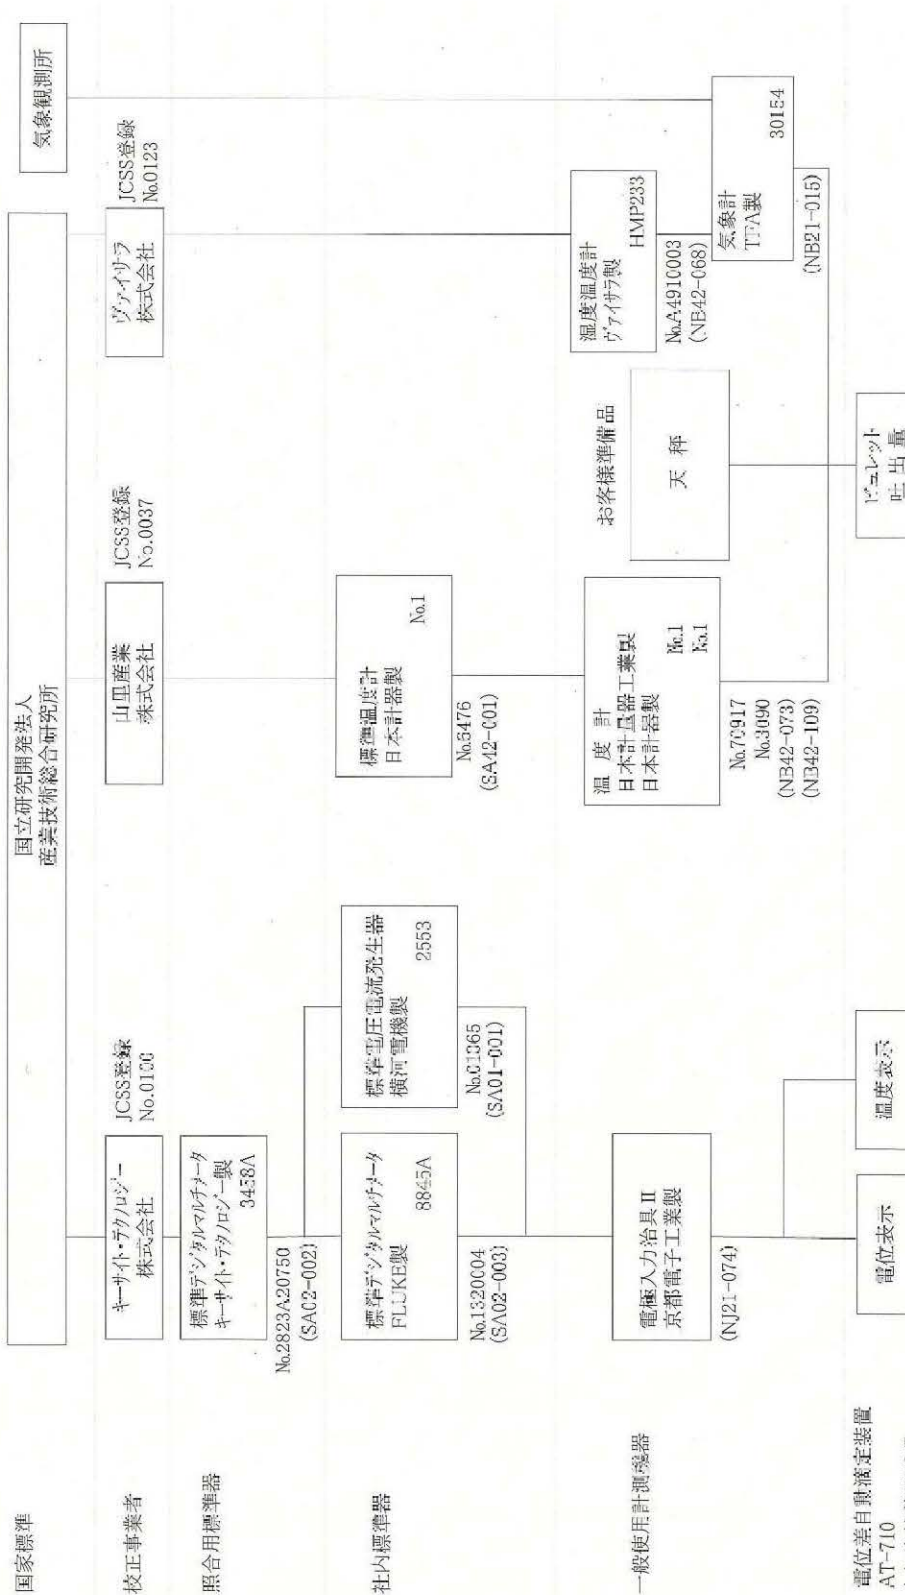 国家標準
国立研究開発法人
産業技術総合研究所
気象観測所
校正事業者
キーサイト・テクノロジー
株式会社
JCSS登録
No.0100
山里産業
株式会社
JCSS登録
No.0037
ヴァイサラ
株式会社
JCSS登録
No.0123
照合用標準器
標準デジタルマルチメータ
キーサイト・テクノロジー製
3458A
No.2823A20750
(SA02-002)
社内標準器
標準デジタルマルチメータ
FLUKE製
8845A
No.1320004
(SA02-003)
標準電圧電流発生器
横河電機製
2553
No.01365
(SA01-001)
標準温度計
日本計器製
No.1
No.5476
(SA42-001)
一般使用計測機器
電極入力治具Ⅱ
京都電子工業製
(NJ21-074)
温 度 計
日本計量器工業製
No.1
日本計器製
No.1
No.70917
No.3090
(NB42-073)
(NB42-109)
お客様準備品
天 秤
湿度温度計
ヴァイサラ製
HMP233
No.A4910003
(NB42-068)
気象計
TFA製
30154
(NB21-015)
電位差自動滴定装置
AT-710
電位表示
温度表示
ビュレット
吐出量